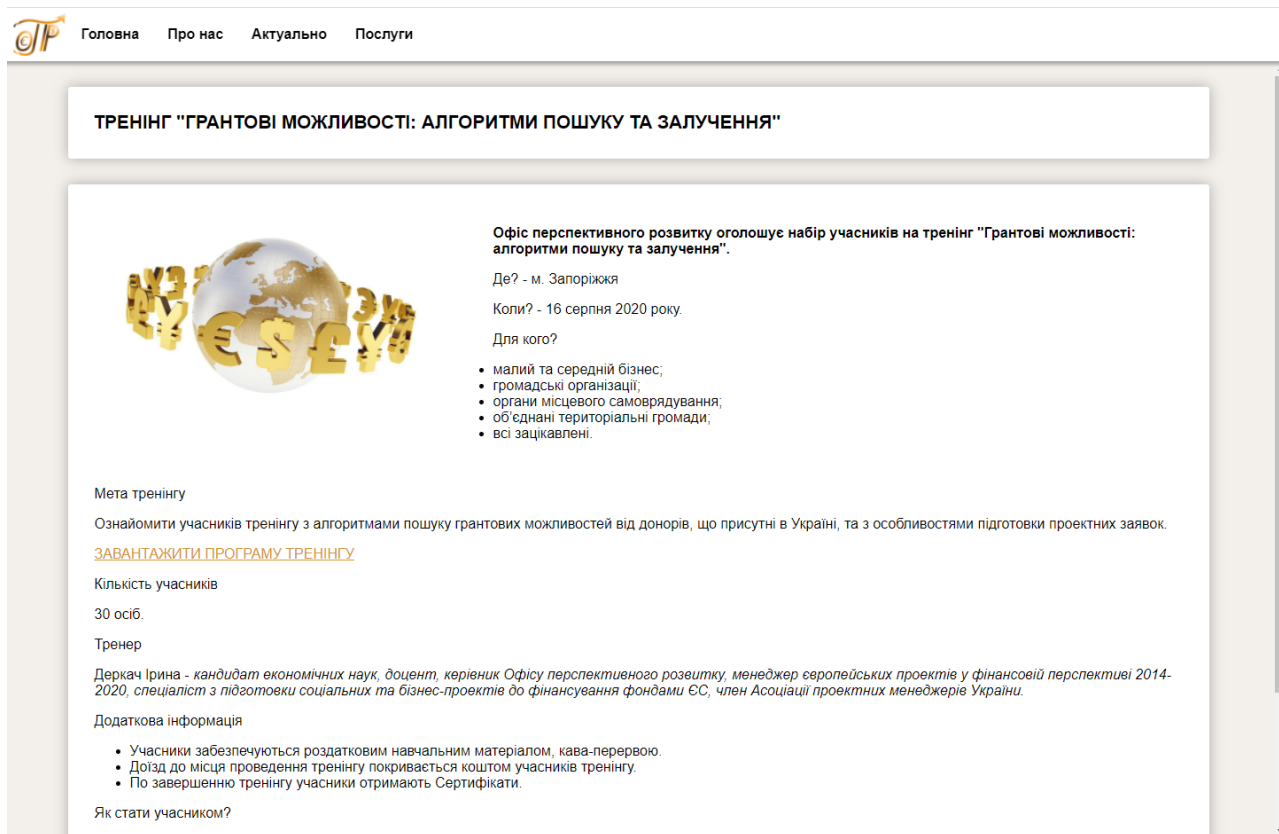 Головна Про нас Актуально Послуги
ТРЕНІНГ "ГРАНТОВІ МОЖЛИВОСТІ: АЛГОРИТМИ ПОШУКУ ТА ЗАЛУЧЕННЯ"
Офіс перспективного розвитку оголошує набір учасників на тренінг "Грантові можливості:
алгоритми пошуку та залучення".
Де? - м. Запоріжжя
Коли? - 16 серпня 2020 року.
Для кого?
• малий та середній бізнес;
• громадські організації;
• органи місцевого самоврядування;
• об'єднані територіальні громади;
• всі зацікавлені.
Мета тренінгу
Ознайомити учасників тренінгу з алгоритмами пошуку грантових можливостей від донорів, що присутні в Україні, та з особливостями підготовки проектних заявок.
ЗАВАНТАЖИТИ ПРОГРАМУ ТРЕНІНГУ
Кількість учасників
30 осіб.
Тренер
Деркач Ірина - кандидат економічних наук, доцент, керівник Офісу перспективного розвитку, менеджер європейських проектів у фінансовій перспективі 2014-
2020, спеціаліст з підготовки соціальних та бізнес-проектів до фінансування фондами ЄС, член Асоціації проектних менеджерів України.
Додаткова інформація
• Учасники забезпечуються роздатковим навчальним матеріалом, кава-перервою.
• Доїзд до місця проведення тренінгу покривається коштом учасників тренінгу.
• По завершенню тренінгу учасники отримають Сертифікати.
Як стати учасником?